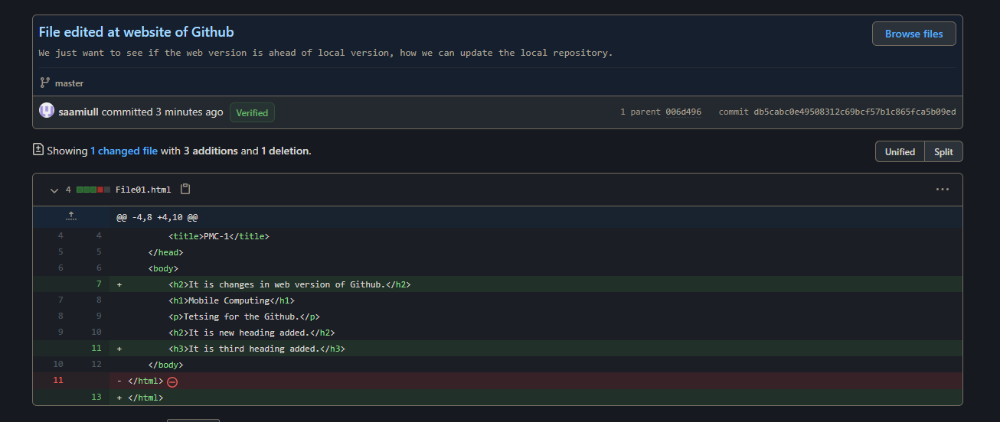 File edited at website of Github
Browse files
We just want to see if the web version is ahead of local version, how we can update the local repository.
master
saamiull committed 3 minutes ago Verified 1 parent 006d496 commit db5cabc0e49508312c69bcf57b1c865fca5b09ed
Showing 1 changed file with 3 additions and 1 deletion.
Unified Split
4 File01.html
@@ -4,8 +4,10 @@
4 4 <title>PMC-1</title>
5 5 </head>
6 6 <body>
7 + <h2>It is changes in web version of Github.</h2>
7 8 <h1>Mobile Computing</h1>
8 9 <p>Tetsing for the Github.</p>
9 10 <h2>It is new heading added.</h2>
11 + <h3>It is third heading added.</h3>
10 12 </body>
11 - </html>
13 + </html>